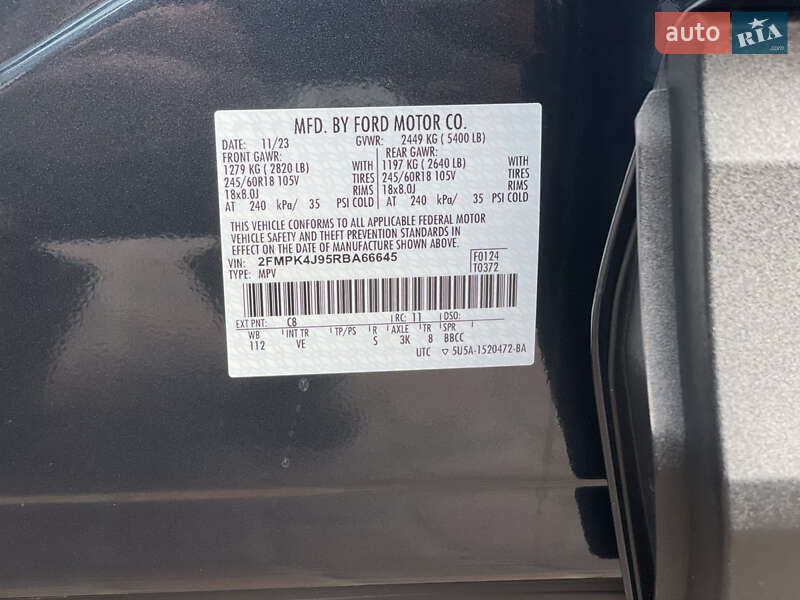 auto RIA
MFD. BY FORD MOTOR CO.
DATE: 11/23 GVWR: 2449 KG ( 5400 LB)
FRONT GAWR: REAR GAWR:
1279 KG ( 2820 LB) WITH 1197 KG ( 2640 LB) WITH
245/60R18 105V TIRES 245/60R18 105V TIRES
18x8.0J RIMS 18x8.0J RIMS
AT 240 kPa/ 35 PSI COLD AT 240 kPa/ 35 PSI COLD
THIS VEHICLE CONFORMS TO ALL APPLICABLE FEDERAL MOTOR
VEHICLE SAFETY AND THEFT PREVENTION STANDARDS IN
EFFECT ON THE DATE OF MANUFACTURE SHOWN ABOVE.
VIN: 2FMPK4J95RBA66645 F0124
TYPE: MPV T0372
EXT PNT: C8 RC: 11 DSO:
WB INT TR TP/PS R AXLE TR SPR
112 VE S 3K 8 BBCC
UTC ▽5U5A-1520472-BA